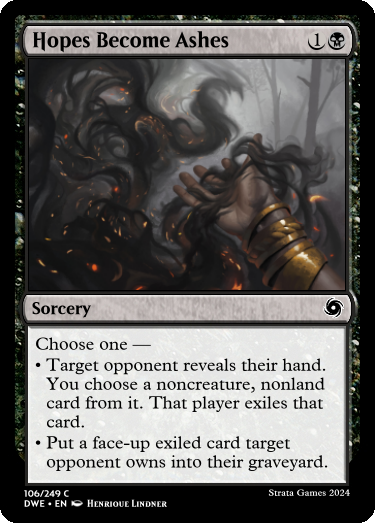 Hopes Become Ashes 1
Sorcery
Choose one —
• Target opponent reveals their hand.
You choose a noncreature, nonland
card from it. That player exiles that
card.
• Put a face-up exiled card target
opponent owns into their graveyard.
106/249 C
Strata Games 2024
DWE • EN Henrique Lindner